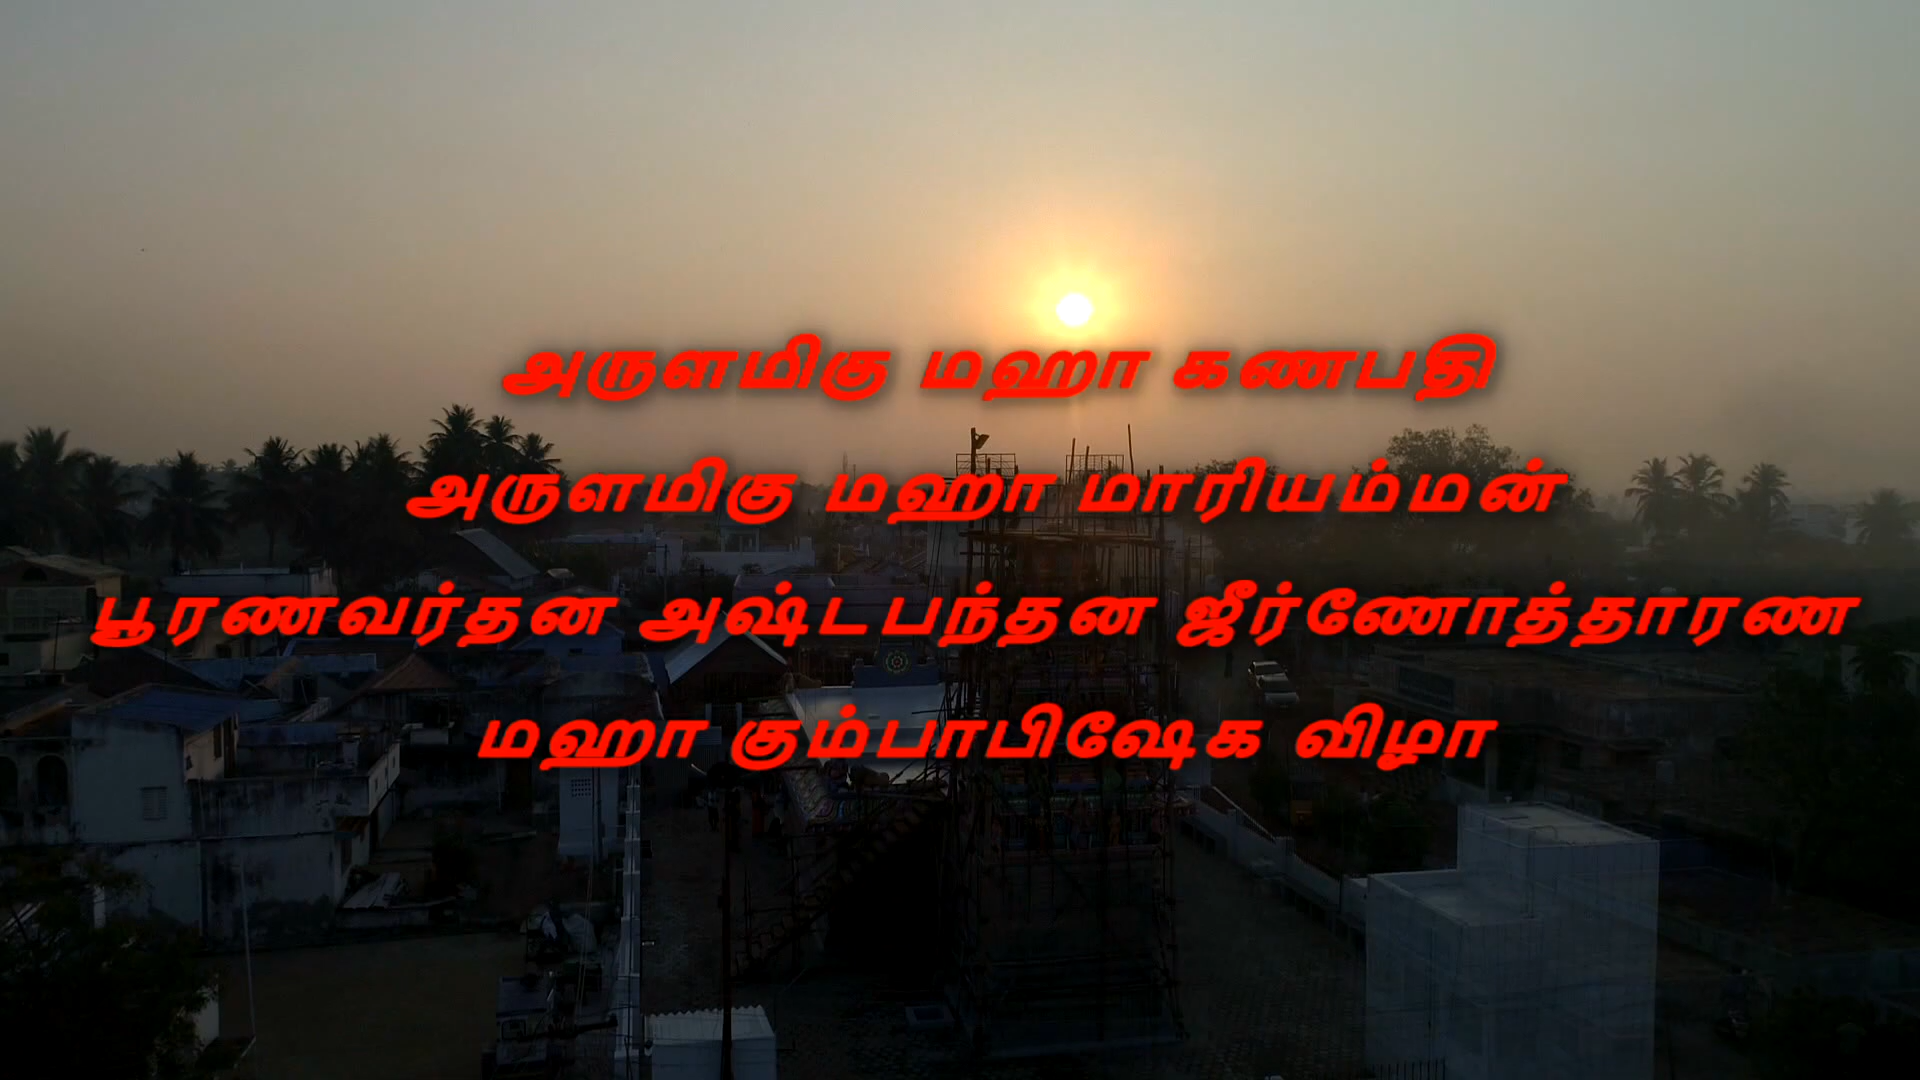 அருளமிகு மஹா கணபதி
அருளமிகு மஹா மாரியம்மன்
பூரணவர்தன அஷ்டபந்தன ஜீர்ணோத்தாரண
மஹா கும்பாபிஷேக விழா